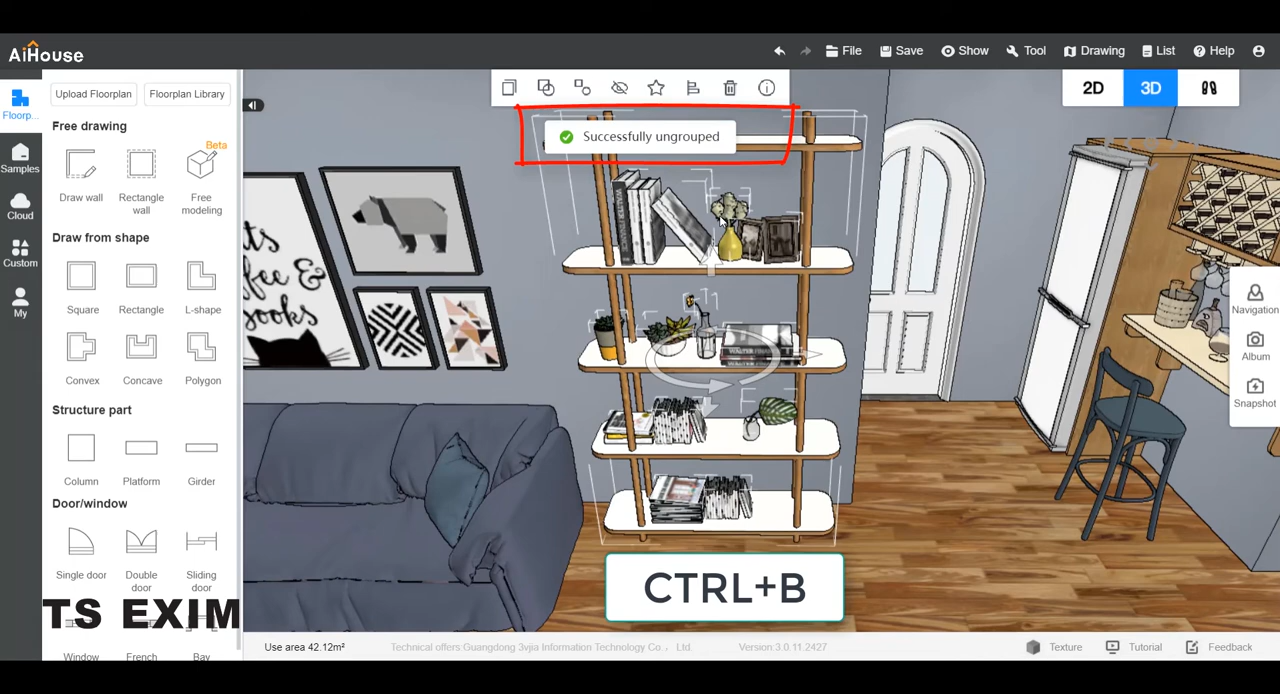 AiHouse
File
Save
Show
Tool
Drawing
List
Help
Floorp...
Samples
Cloud
Custom
My
Upload Floorplan
Floorplan Library
Free drawing
Beta
Draw wall
Rectangle
wall
Free
modeling
Draw from shape
Square
Rectangle
L-shape
Convex
Concave
Polygon
Structure part
Column
Platform
Girder
Door/window
Single door
Double
door
Sliding
door
TS EXIM
Window
French
Bay
Successfully ungrouped
2D
3D
Navigation
Album
Snapshot
CTRL+B
Use area 42.12m²
Technical offers:Guangdong 3vjia Information Technology Co.，Ltd.
Version:3.0.11.2427
Texture
Tutorial
Feedback